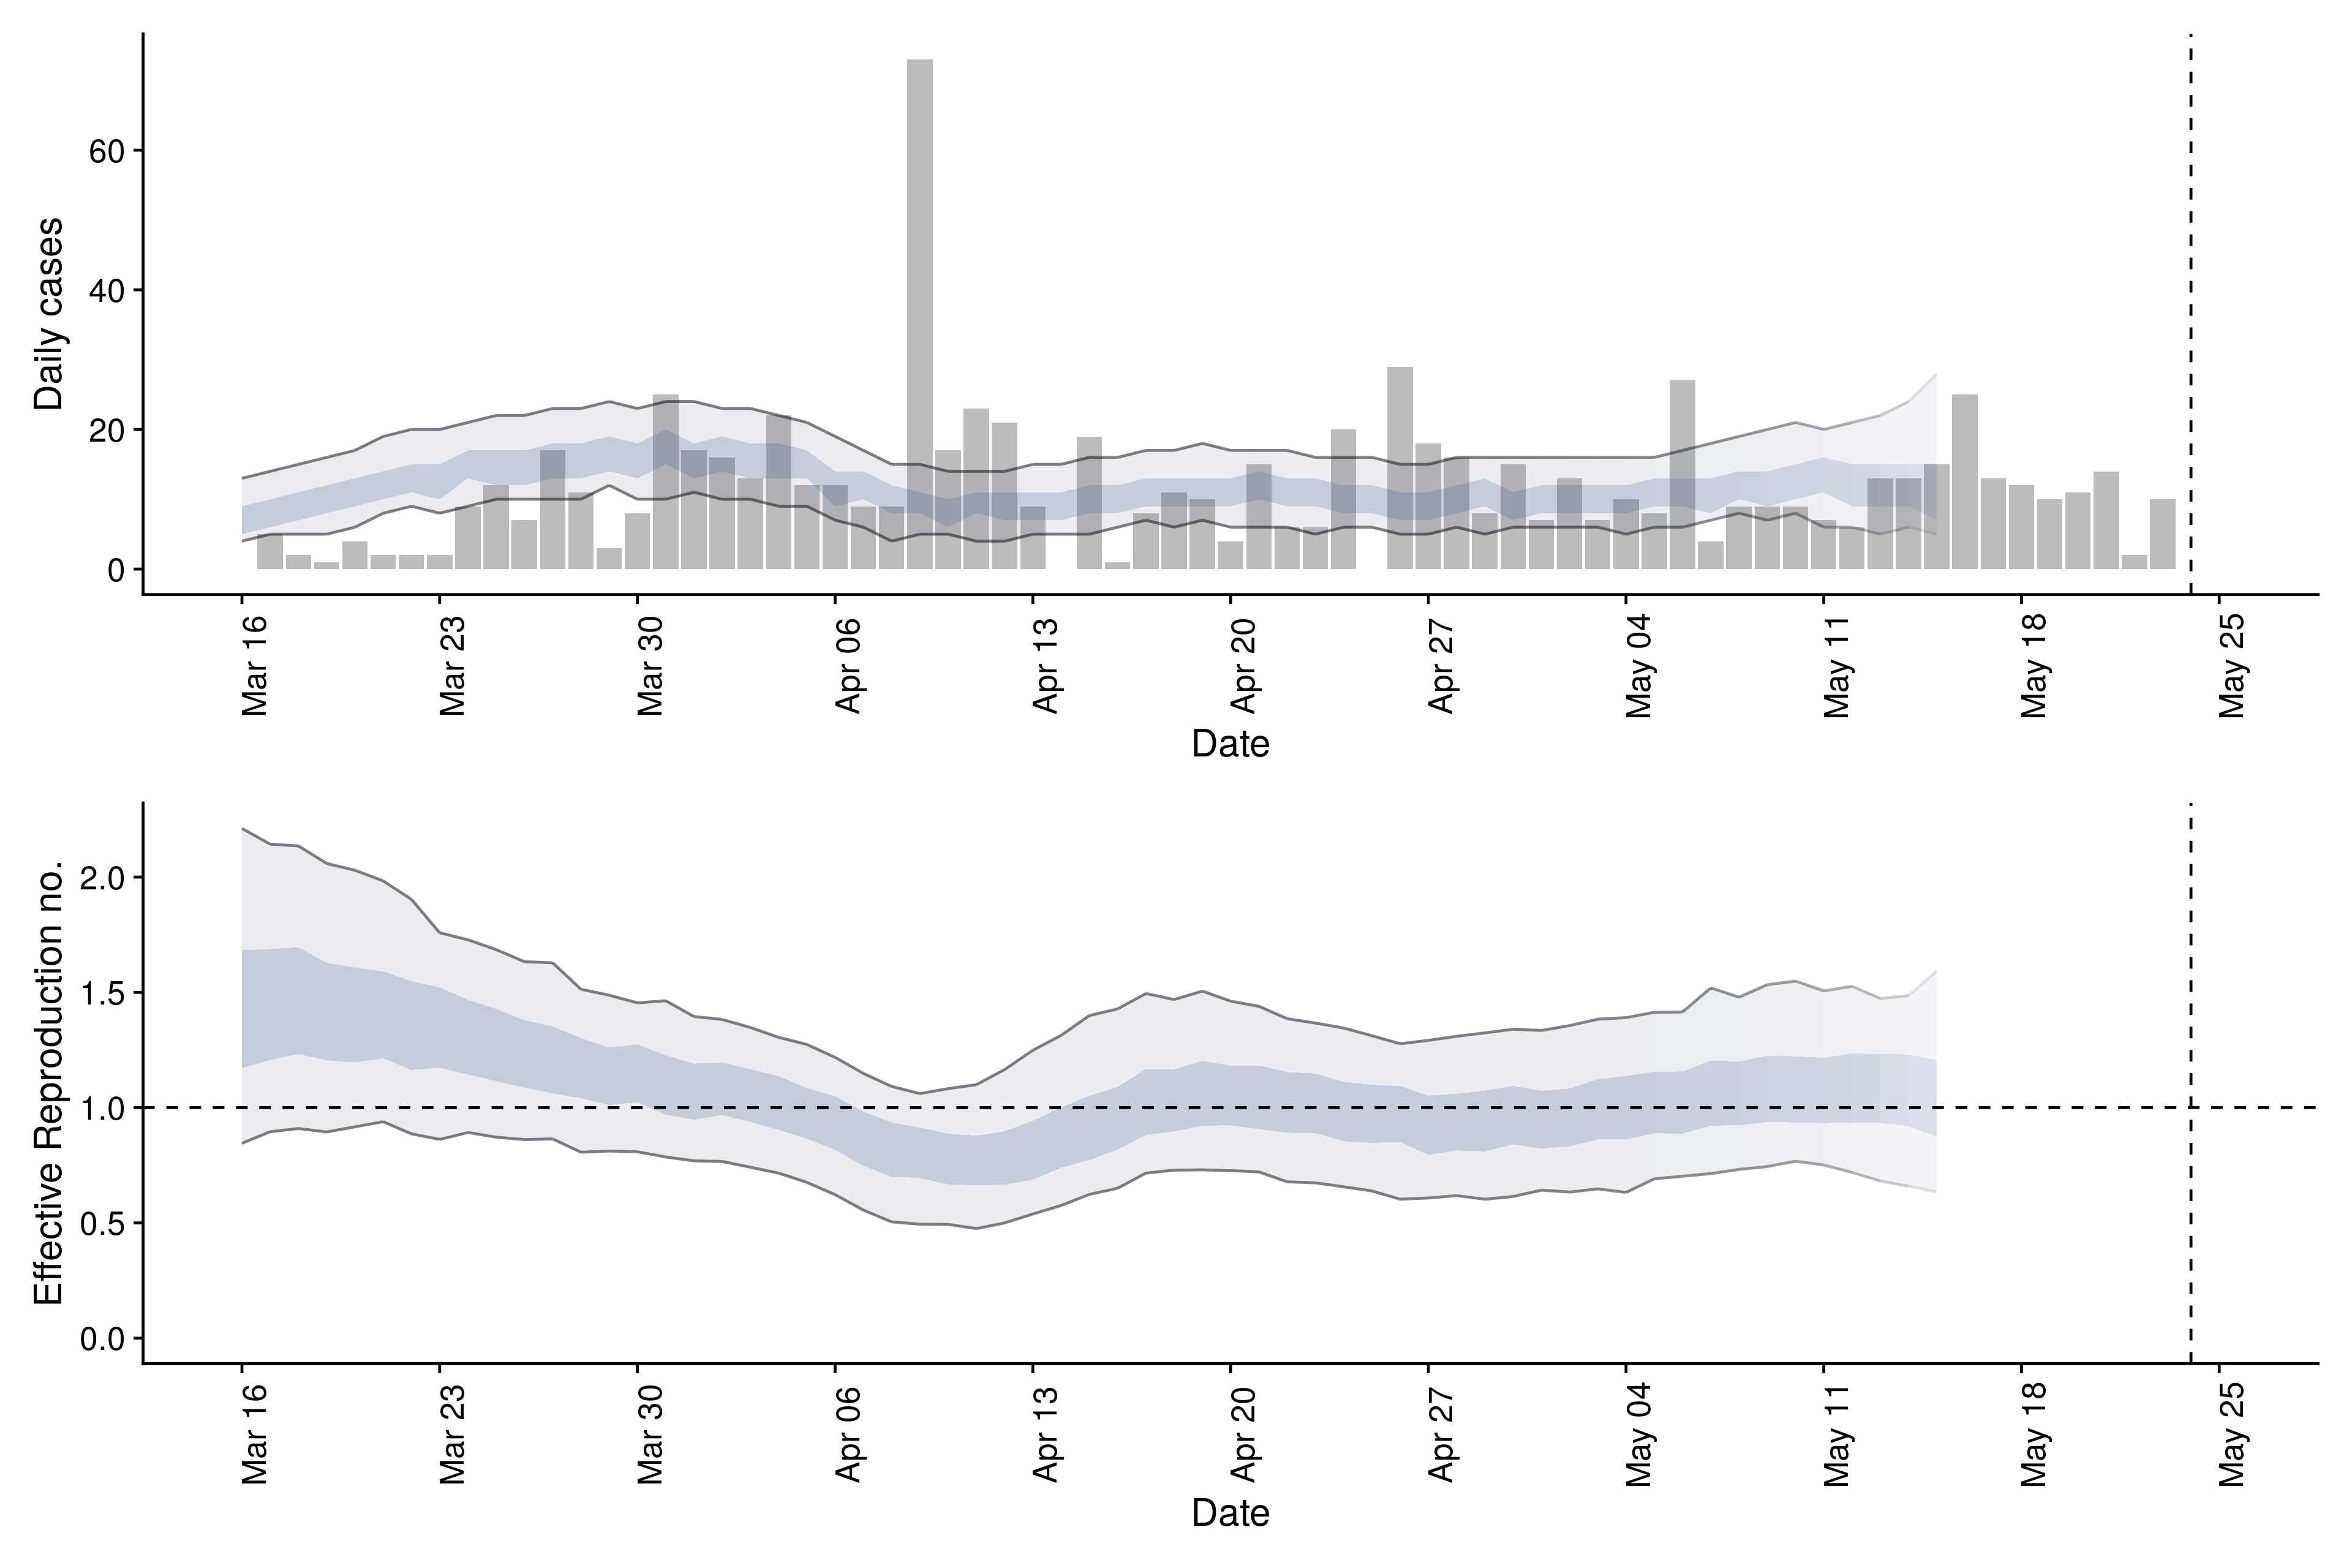 Daily cases
60
40
20
0
Mar 16
Mar 23
Mar 30
Apr 06
Apr 13
Apr 20
Apr 27
May 04
May 11
May 18
May 25
Date
Effective Reproduction no.
2.0
1.5
1.0
0.5
0.0
Mar 16
Mar 23
Mar 30
Apr 06
Apr 13
Apr 20
Apr 27
May 04
May 11
May 18
May 25
Date